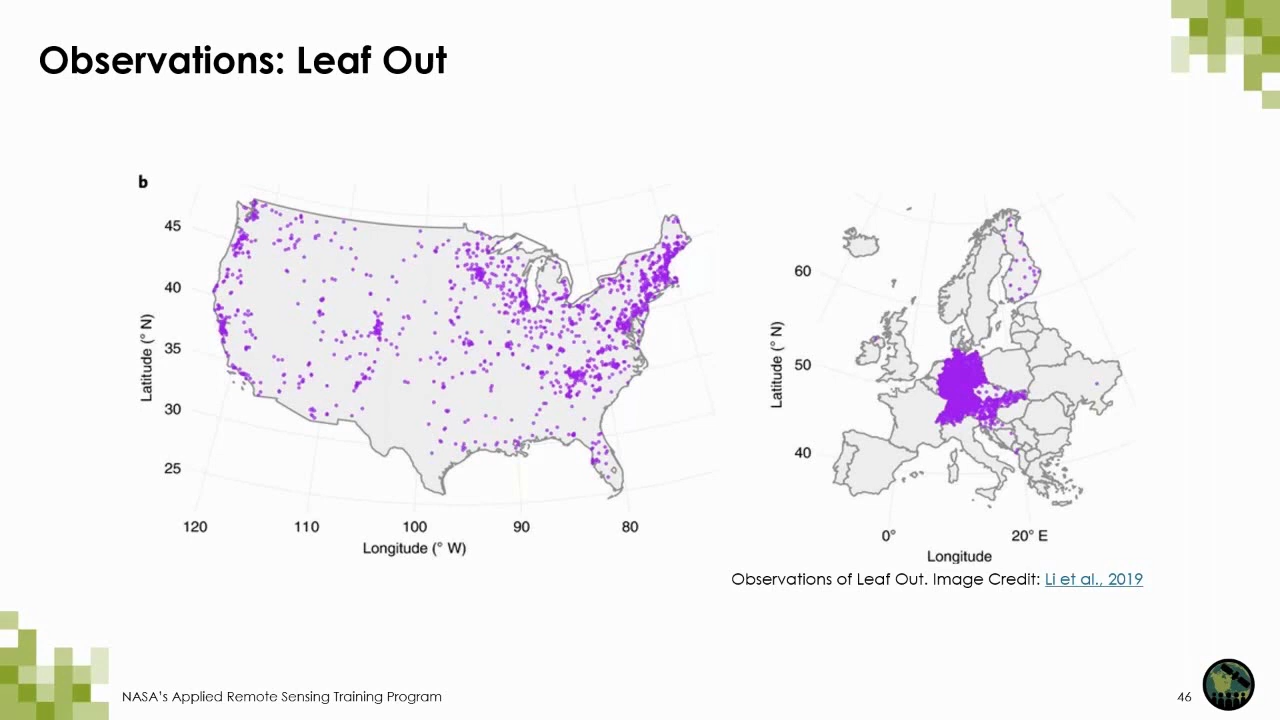 Observations: Leaf Out
b
45
40
35
30
25
Latitude (° N)
120 110 100 90 80
Longitude (° W)
60
50
40
Latitude (° N)
0° 20° E
Longitude
Observations of Leaf Out. Image Credit: Li et al., 2019
NASA's Applied Remote Sensing Training Program
46